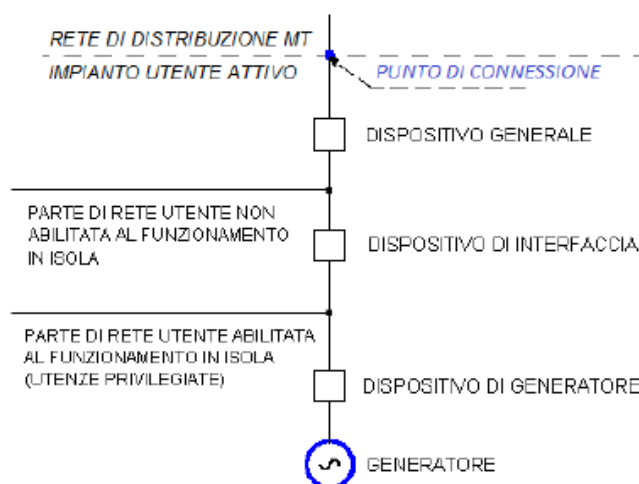 RETE DI DISTRIBUZIONE MT
IMPIANTO UTENTE ATTIVO
PUNTO DI CONNESSIONE
DISPOSITIVO GENERALE
PARTE DI RETE UTENTE NON
ABILITATA AL FUNZIONAMENTO
IN ISOLA
DISPOSITIVO DI INTERFACCIA
PARTE DI RETE UTENTE ABILITATA
AL FUNZIONAMENTO IN ISOLA
(UTENZE PRIVILEGIATE)
DISPOSITIVO DI GENERATORE
GENERATORE